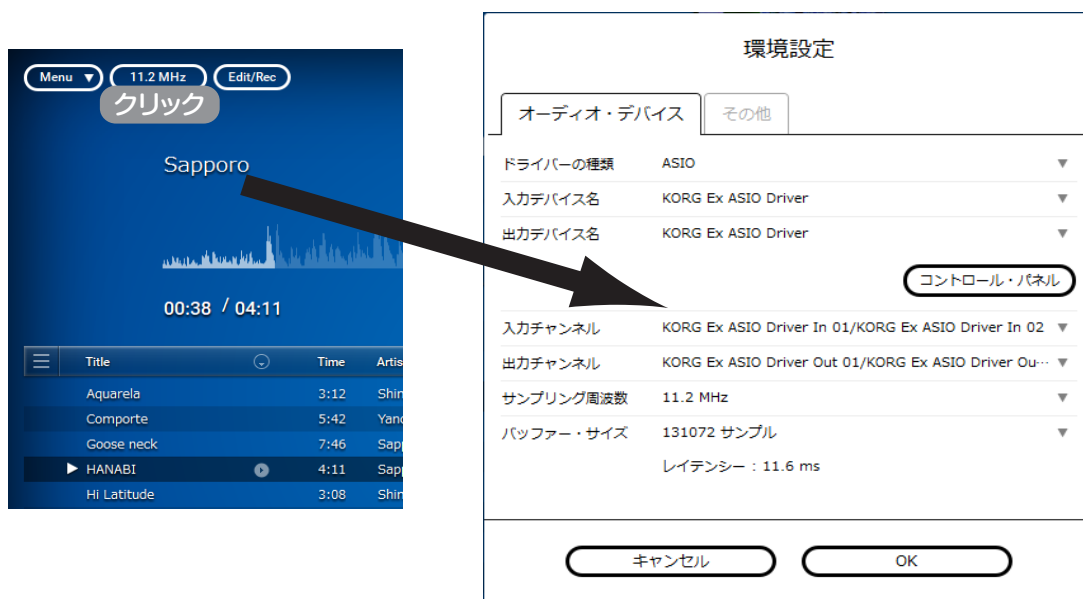 Menu ▼ 11.2 MHz Edit/Rec
クリック
Sapporo
00:38 / 04:11
Title Time Artis
Aquarela 3:12 Shin
Comporte 5:42 Yano
Goose neck 7:46 Sapp
▶ HANABI 4:11 Sapp
Hi Latitude 3:08 Shin
環境設定
オーディオ・デバイス その他
ドライバーの種類 ASIO ▼
入力デバイス名 KORG Ex ASIO Driver ▼
出力デバイス名 KORG Ex ASIO Driver ▼
コントロール・パネル
入力チャンネル KORG Ex ASIO Driver In 01/KORG Ex ASIO Driver In 02 ▼
出力チャンネル KORG Ex ASIO Driver Out 01/KORG Ex ASIO Driver Ou… ▼
サンプリング周波数 11.2 MHz ▼
バッファー・サイズ 131072 サンプル ▼
レイテンシー : 11.6 ms
キャンセル OK